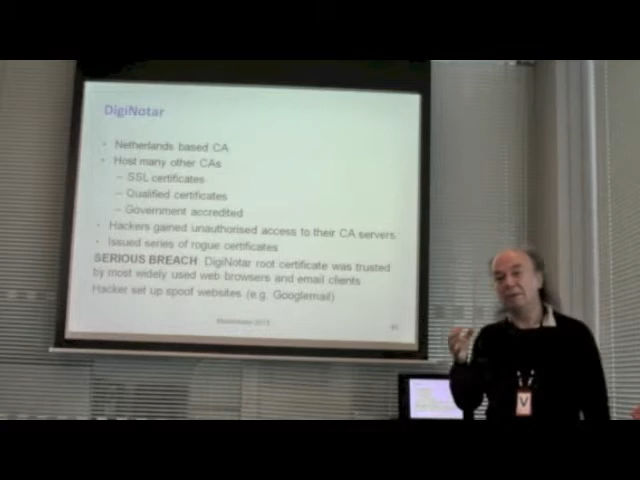 DigiNotar
• Netherlands based CA
• Host many other CAs
– SSL certificates
– Qualified certificates
– Government accredited
• Hackers gained unauthorised access to their CA servers
• Issued series of rogue certificates
SERIOUS BREACH: DigiNotar root certificate was trusted
by most widely used web browsers and email clients
Hacker set up spoof websites (e.g. Googlemail)
V